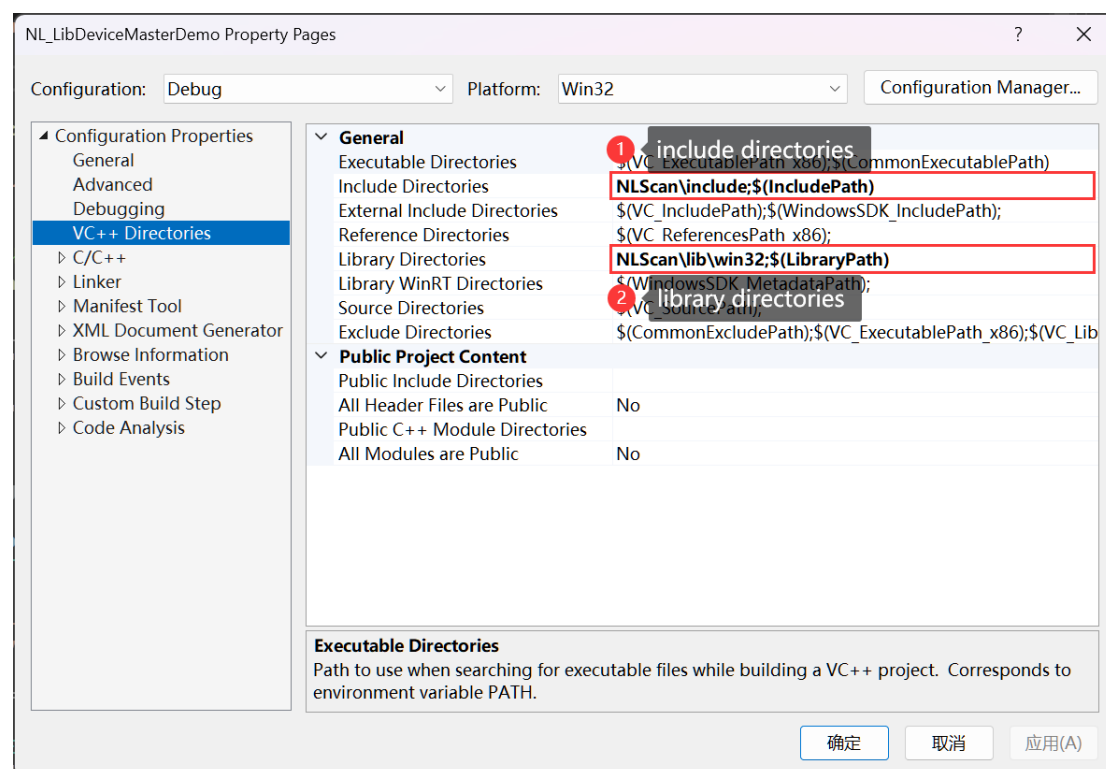 NL_LibDeviceMasterDemo Property Pages ? ×
Configuration: Debug Platform: Win32 Configuration Manager...
Configuration Properties
General
Advanced
Debugging
VC++ Directories
C/C++
Linker
Manifest Tool
XML Document Generator
Browse Information
Build Events
Custom Build Step
Code Analysis
General
1 include directories
Executable Directories $(VC_ExecutablePath_x86);$(CommonExecutablePath)
Include Directories NLScan\include;$(IncludePath)
External Include Directories $(VC_IncludePath);$(WindowsSDK_IncludePath);
Reference Directories $(VC_ReferencesPath_x86);
Library Directories NLScan\lib\win32;$(LibraryPath)
Library WinRT Directories $(WindowsSDK_MetadataPath);
2 library directories
Source Directories $(VC_SourcePath);
Exclude Directories $(CommonExcludePath);$(VC_ExecutablePath_x86);$(VC_Lib
Public Project Content
Public Include Directories
All Header Files are Public No
Public C++ Module Directories
All Modules are Public No
Executable Directories
Path to use when searching for executable files while building a VC++ project.  Corresponds to
environment variable PATH.
确定 取消 应用(A)